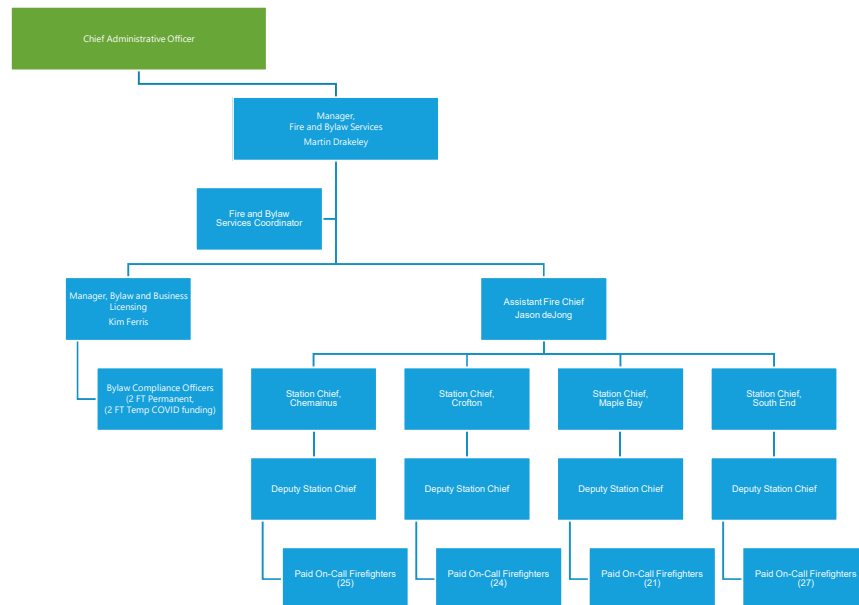 Chief Administrative Officer
Manager,
Fire and Bylaw Services
Martin Drakeley
Fire and Bylaw
Services Coordinator
Manager, Bylaw and Business
Licensing
Kim Ferris
Assistant Fire Chief
Jason deJong
Bylaw Compliance Officers
(2 FT Permanent,
(2 FT Temp COVID funding)
Station Chief,
Chemainus
Station Chief,
Crofton
Station Chief,
Maple Bay
Station Chief,
South End
Deputy Station Chief
Deputy Station Chief
Deputy Station Chief
Deputy Station Chief
Paid On-Call Firefighters
(25)
Paid On-Call Firefighters
(24)
Paid On-Call Firefighters
(21)
Paid On-Call Firefighters
(27)